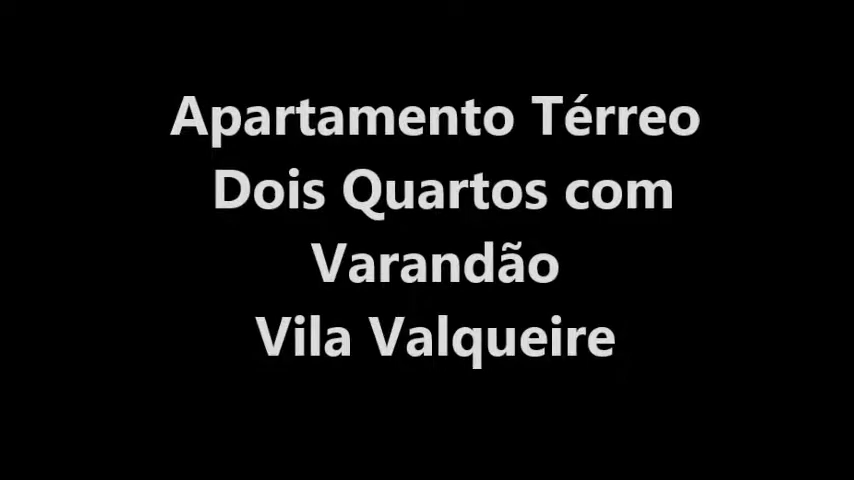 Apartamento Térreo
Dois Quartos com
Varandão
Vila Valqueire